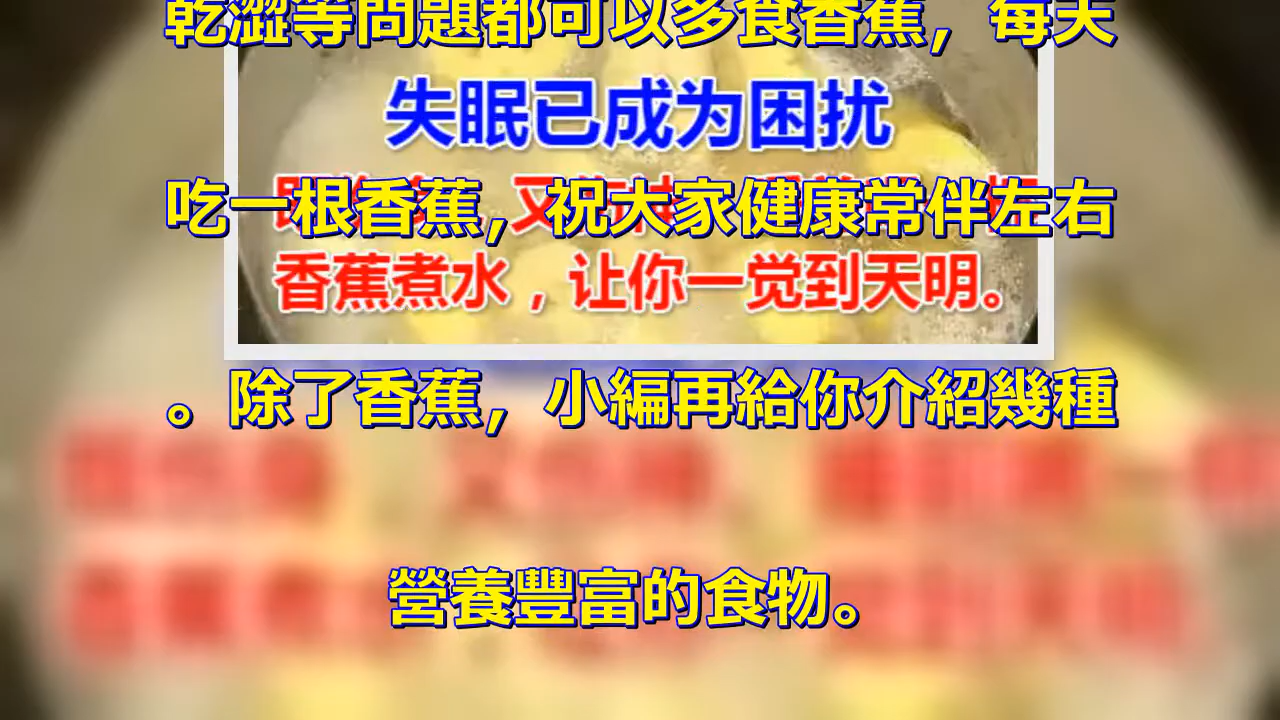 乾澀等問題都可以多食香蕉，每天
失眠已成为困扰
吃一根香蕉，祝大家健康常伴左右
香蕉煮水，让你一觉到天明。
。除了香蕉，小編再給你介紹幾種
營養豐富的食物。